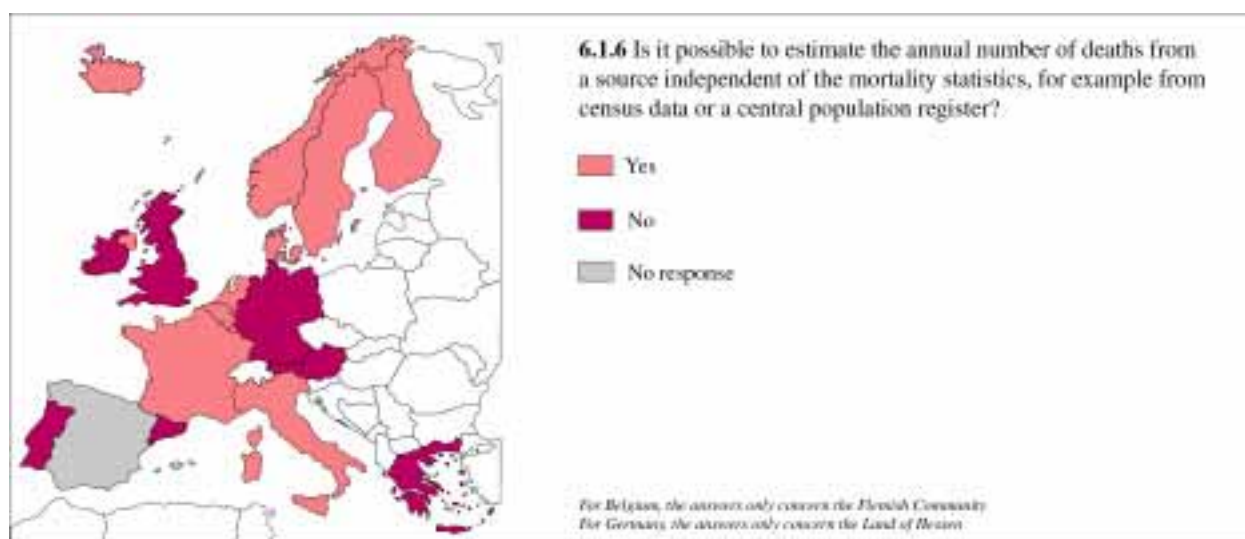 6.1.6 Is it possible to estimate the annual number of deaths from
a source independent of the mortality statistics, for example from
census data or a central population register?
Yes
No
No response
For Belgium, the answers only concern the Flemish Community
For Germany, the answers only concern the Land of Hessen